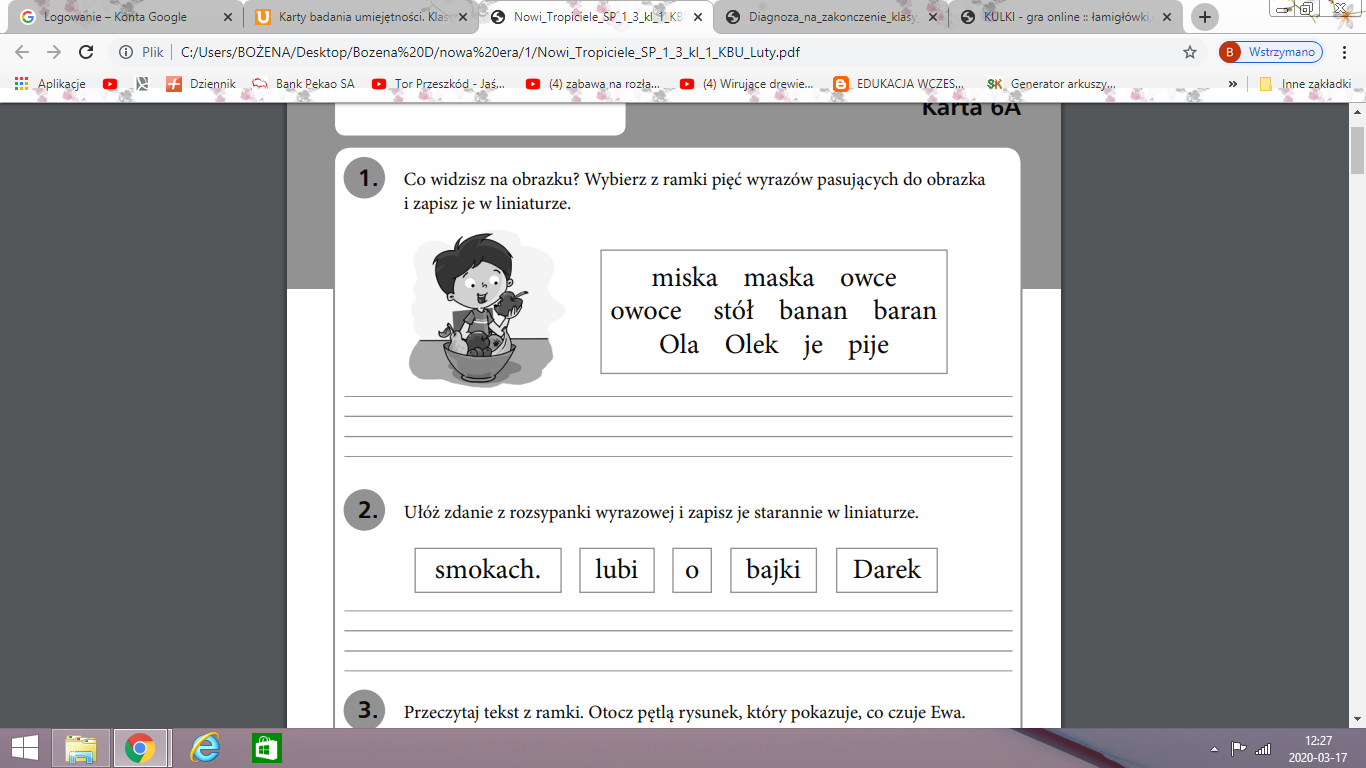 Logowanie – Konta Google
Karty badania umiejętności. Klas
Nowi_Tropiciele_SP_1_3_kl_1_KB
Diagnoza_na_zakonczenie_klasy
KULKI - gra online :: łamigłówki,
Plik
C:/Users/BOŻENA/Desktop/Bozena%20D/nowa%20era/1/Nowi_Tropiciele_SP_1_3_kl_1_KBU_Luty.pdf
B Wstrzymano
Aplikacje
Dziennik
Bank Pekao SA
Tor Przeszkód - Jaś...
(4) zabawa na rozła...
(4) Wirujące drewie...
EDUKACJA WCZES...
SK Generator arkuszy...
»
Inne zakładki
Karta 6A
1. Co widzisz na obrazku? Wybierz z ramki pięć wyrazów pasujących do obrazka
i zapisz je w liniaturze.
miska maska owce
owoce stół banan baran
Ola Olek je pije
2. Ułóż zdanie z rozsypanki wyrazowej i zapisz je starannie w liniaturze.
smokach. lubi o bajki Darek
3. Przeczytaj tekst z ramki. Otocz pętlą rysunek, który pokazuje, co czuje Ewa.
12:27
2020-03-17